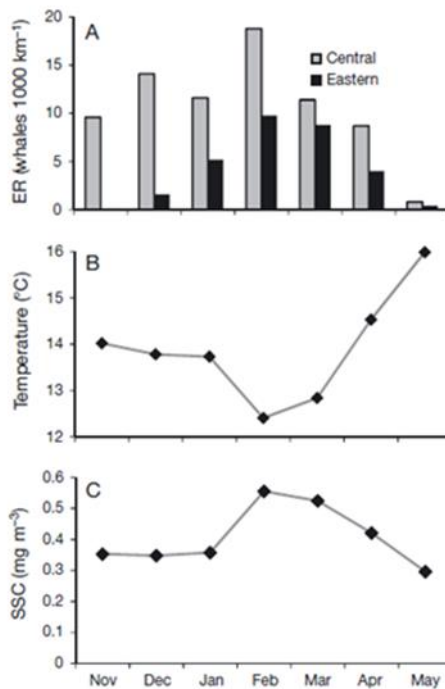 A
Central
Eastern
ER (whales 1000 km⁻¹)
20
15
10
5
0
B
Temperature (°C)
16
15
14
13
12
C
SSC (mg m⁻³)
0.6
0.5
0.4
0.3
0.2
0.1
0
Nov Dec Jan Feb Mar Apr May